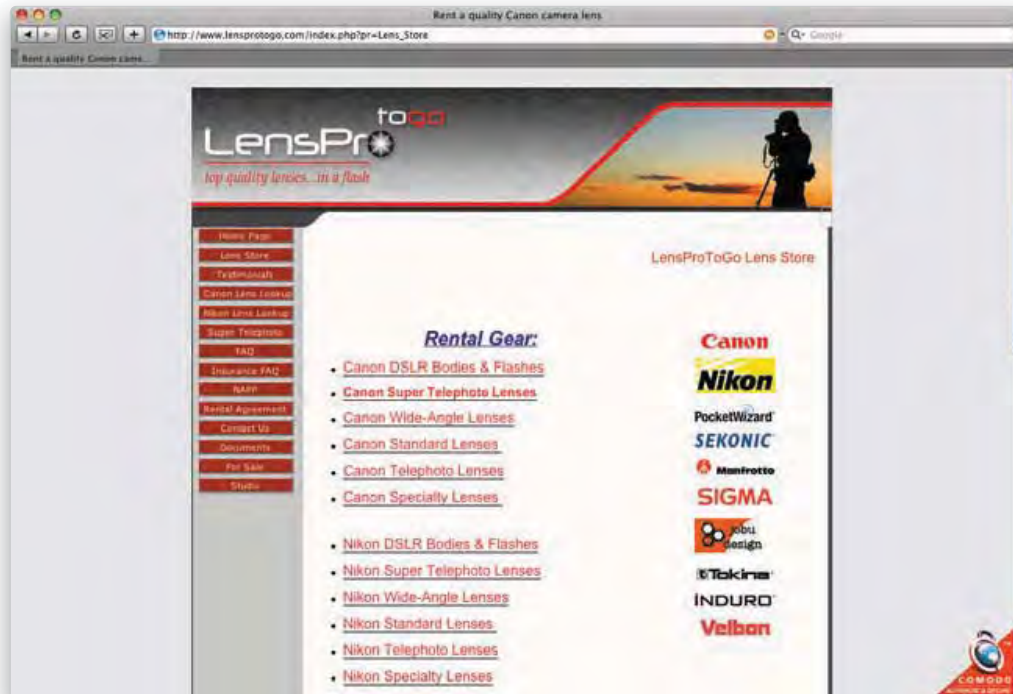 Rent a quality Canon camera lens
http://www.lensprotogo.com/index.php?pr=Lens_Store
Google
Rent a quality Canon came...
LensPro togo
top quality lenses...in a flash
Home Page
Lens Store
Testimonials
Canon Lens Lookup
Nikon Lens Lookup
Super Telephoto
FAQ
Insurance FAQ
NAPP
Rental Agreement
Contact Us
Documents
For Sale
Studio
LensProToGo Lens Store
Rental Gear:
Canon DSLR Bodies & Flashes
Canon Super Telephoto Lenses
Canon Wide-Angle Lenses
Canon Standard Lenses
Canon Telephoto Lenses
Canon Specialty Lenses
Nikon DSLR Bodies & Flashes
Nikon Super Telephoto Lenses
Nikon Wide-Angle Lenses
Nikon Standard Lenses
Nikon Telephoto Lenses
Nikon Specialty Lenses
Canon
Nikon
PocketWizard
SEKONIC
Manfrotto
SIGMA
jobu
design
Tokina
INDURO
Velbon
COMODO